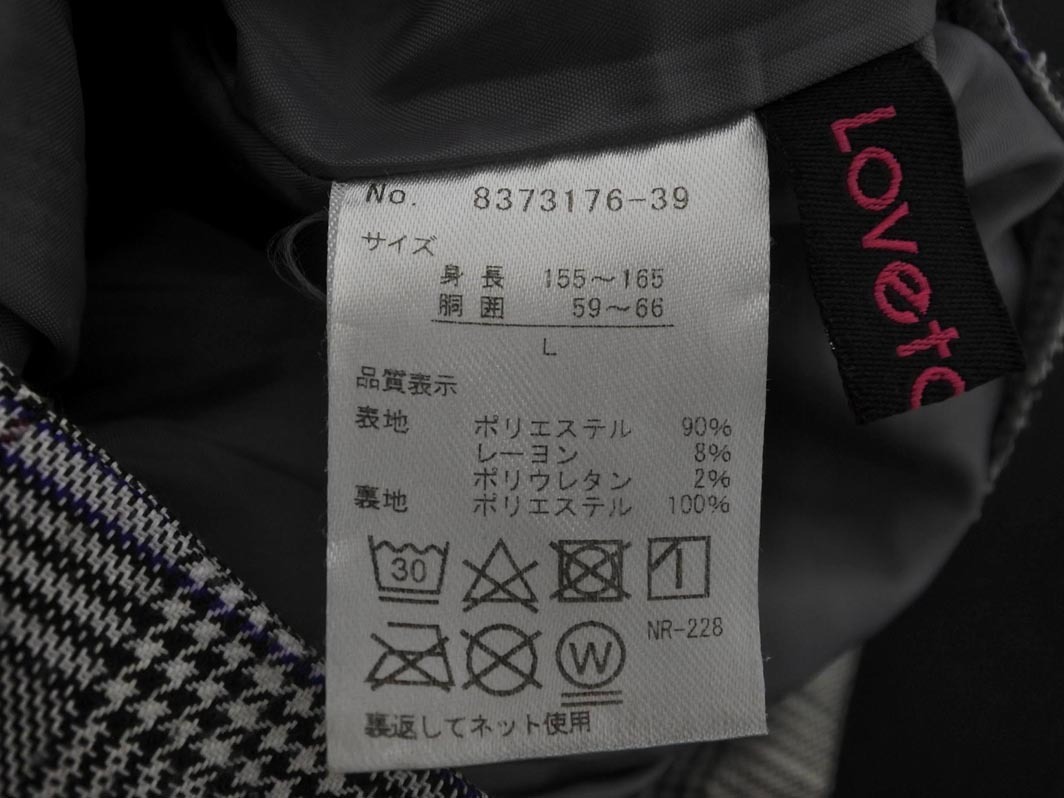 No. 8373176-39
サイズ
身長 155〜165
胴囲 59〜66
L
品質表示
表地 ポリエステル 90%
レーヨン 8%
ポリウレタン 2%
裏地 ポリエステル 100%
30
NR-228
W
裏返してネット使用
Loveto